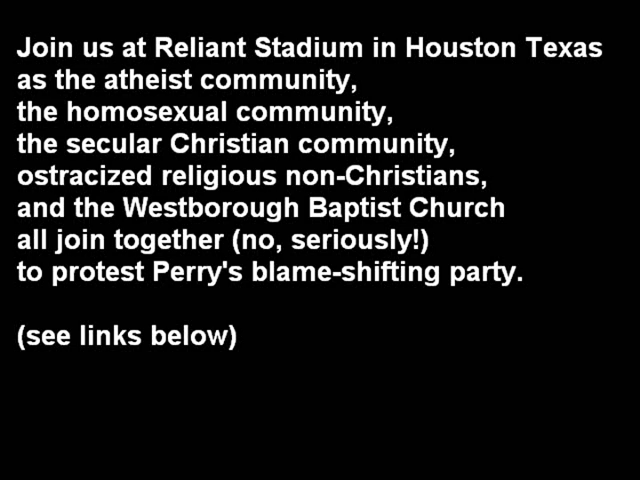 Join us at Reliant Stadium in Houston Texas
as the atheist community,
the homosexual community,
the secular Christian community,
ostracized religious non-Christians,
and the Westborough Baptist Church
all join together (no, seriously!)
to protest Perry's blame-shifting party.
(see links below)